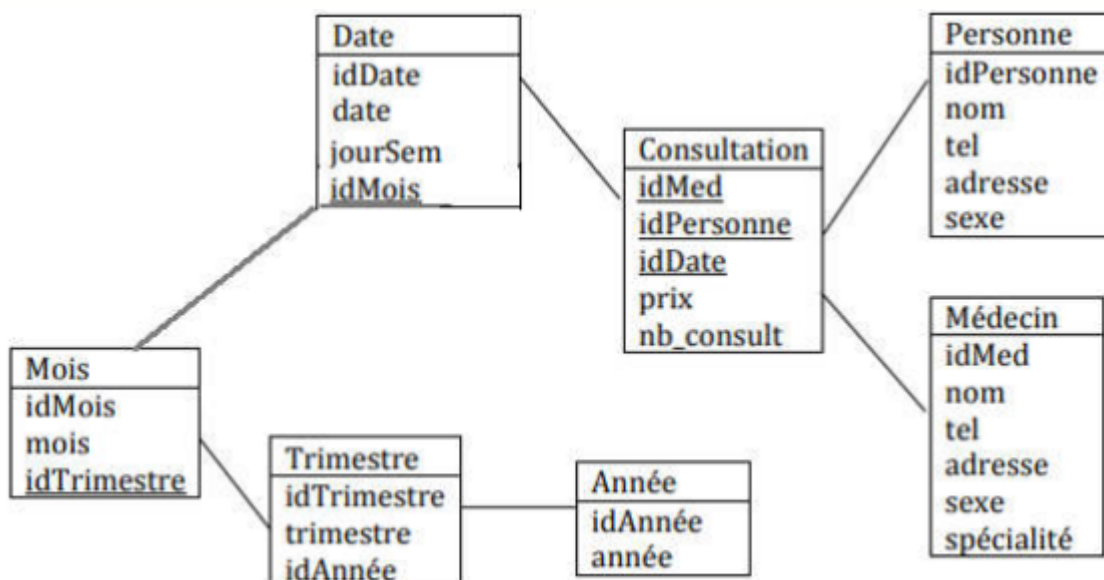 Date
idDate
date
jourSem
idMois
Personne
idPersonne
nom
tel
adresse
sexe
Consultation
idMed
idPersonne
idDate
prix
nb_consult
Médecin
idMed
nom
tel
adresse
sexe
spécialité
Mois
idMois
mois
idTrimestre
Trimestre
idTrimestre
trimestre
idAnnée
Année
idAnnée
année